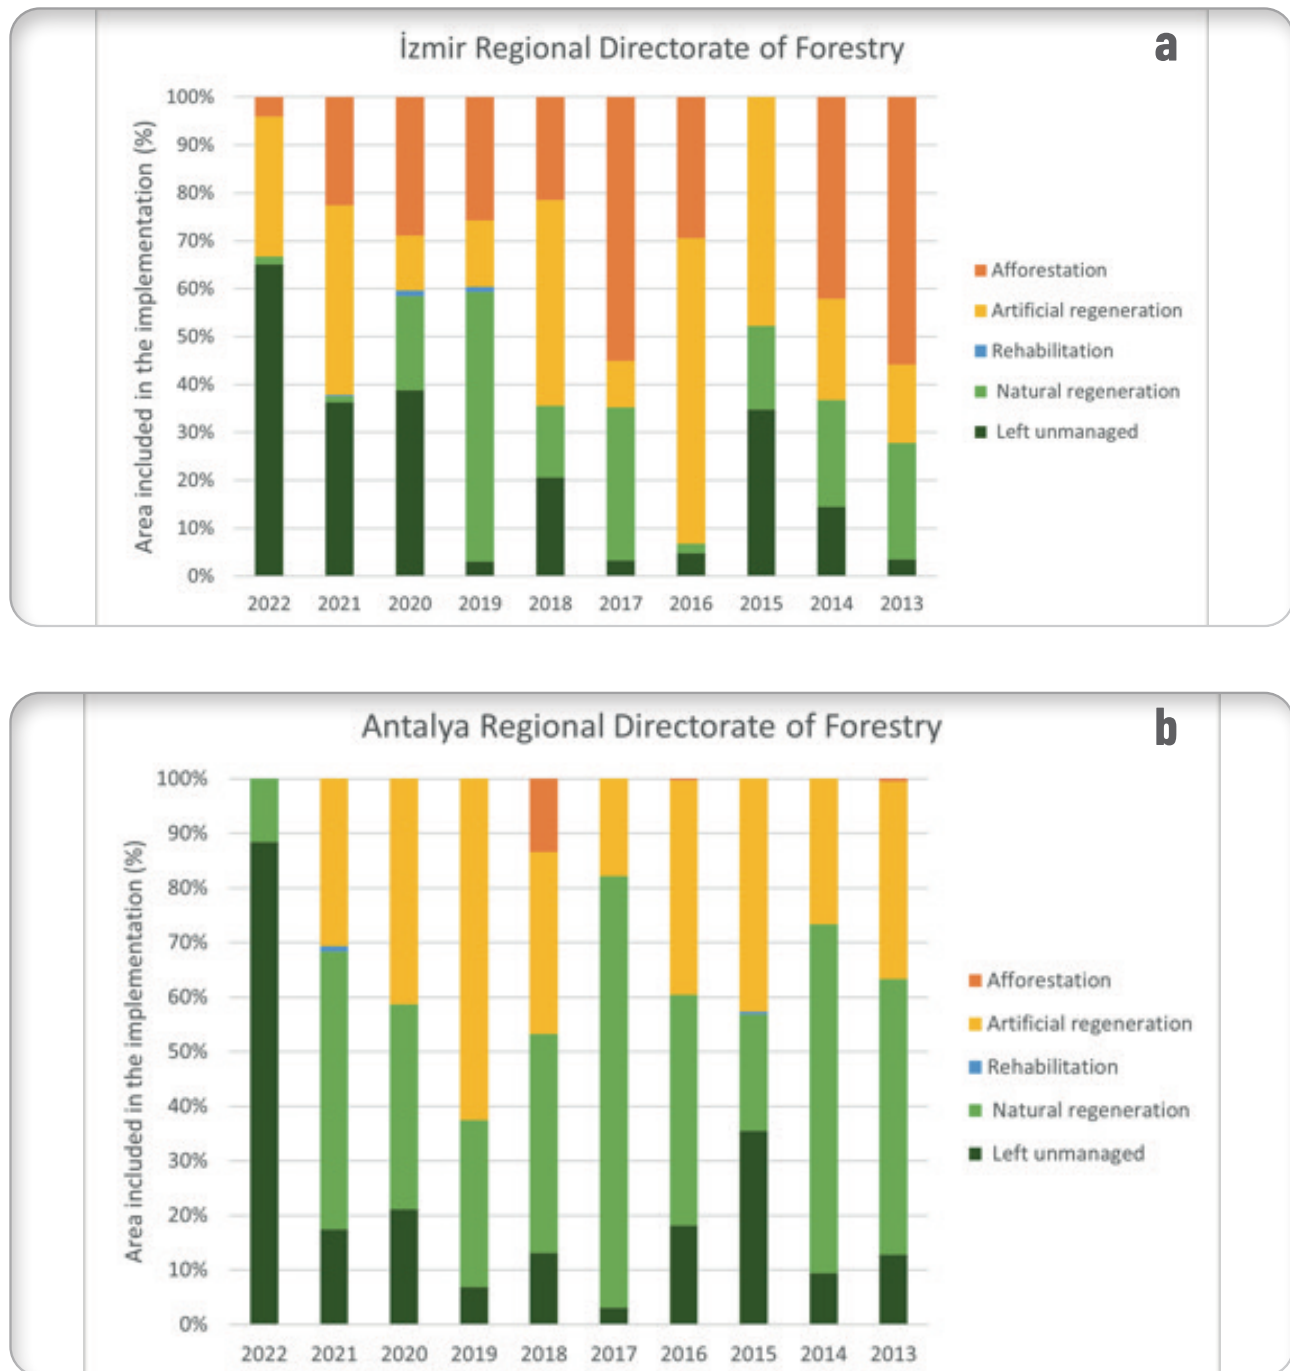 İzmir Regional Directorate of Forestry
a
Area included in the implementation (%)
100%
90%
80%
70%
60%
50%
40%
30%
20%
10%
0%
2022 2021 2020 2019 2018 2017 2016 2015 2014 2013
Afforestation
Artificial regeneration
Rehabilitation
Natural regeneration
Left unmanaged
Antalya Regional Directorate of Forestry
b
Area included in the implementation (%)
100%
90%
80%
70%
60%
50%
40%
30%
20%
10%
0%
2022 2021 2020 2019 2018 2017 2016 2015 2014 2013
Afforestation
Artificial regeneration
Rehabilitation
Natural regeneration
Left unmanaged